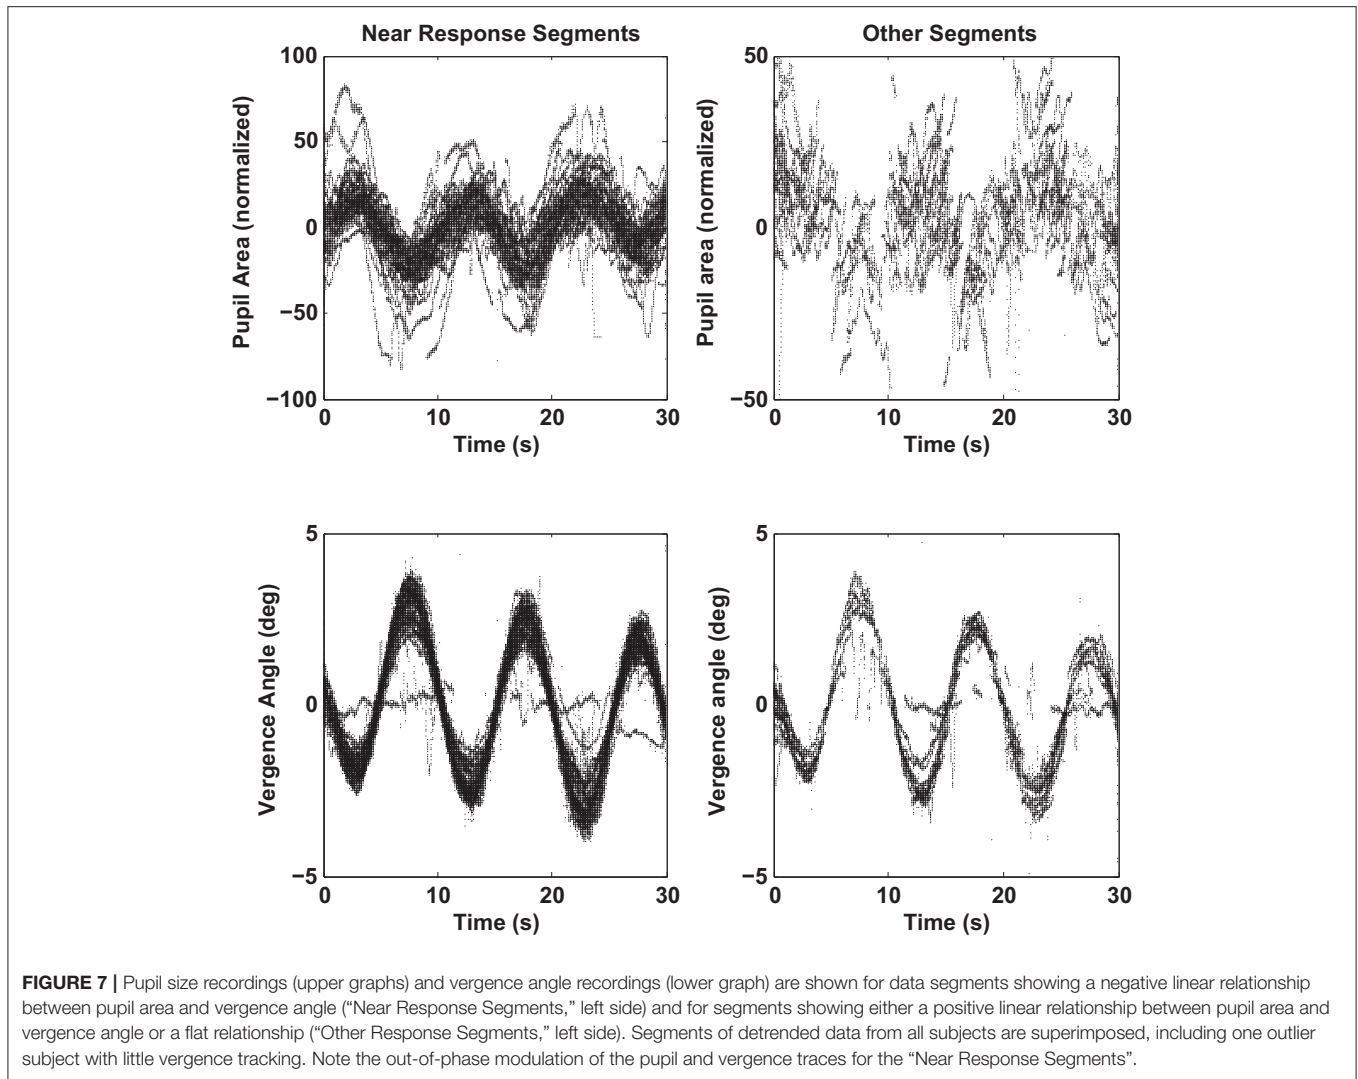 Near Response Segments
Other Segments
Pupil Area (normalized)
100
50
0
−50
−100
0 10 20 30
Time (s)
Pupil area (normalized)
50
0
−50
0 10 20 30
Time (s)
Vergence Angle (deg)
5
0
−5
0 10 20 30
Time (s)
Vergence angle (deg)
5
0
−5
0 10 20 30
Time (s)
FIGURE 7 | Pupil size recordings (upper graphs) and vergence angle recordings (lower graph) are shown for data segments showing a negative linear relationship
between pupil area and vergence angle (“Near Response Segments,” left side) and for segments showing either a positive linear relationship between pupil area and
vergence angle or a flat relationship (“Other Response Segments,” left side). Segments of detrended data from all subjects are superimposed, including one outlier
subject with little vergence tracking. Note the out-of-phase modulation of the pupil and vergence traces for the “Near Response Segments”.